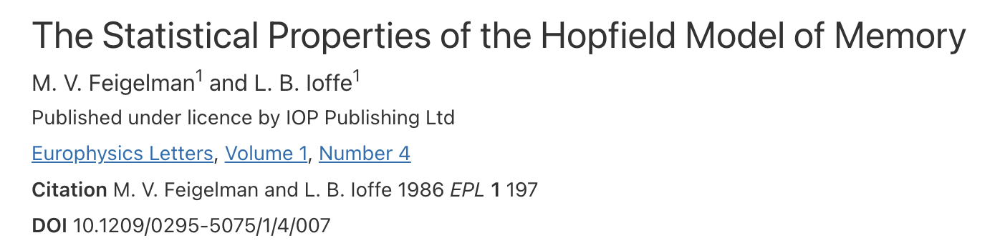 The Statistical Properties of the Hopfield Model of Memory
M. V. Feigelman1 and L. B. Ioffe1
Published under licence by IOP Publishing Ltd
Europhysics Letters, Volume 1, Number 4
Citation M. V. Feigelman and L. B. Ioffe 1986 EPL 1 197
DOI 10.1209/0295-5075/1/4/007